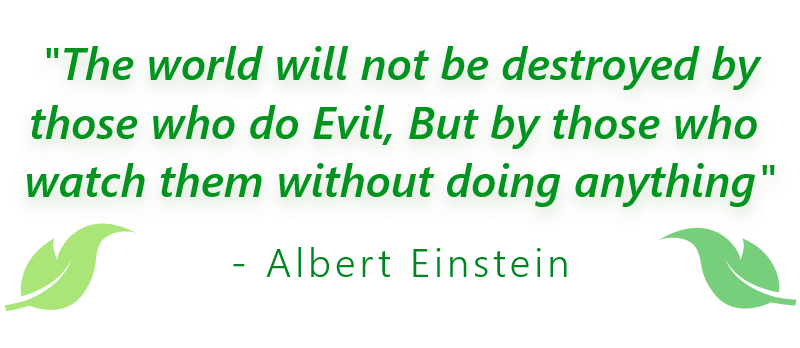 "The world will not be destroyed by
those who do Evil, But by those who
watch them without doing anything"
- Albert Einstein